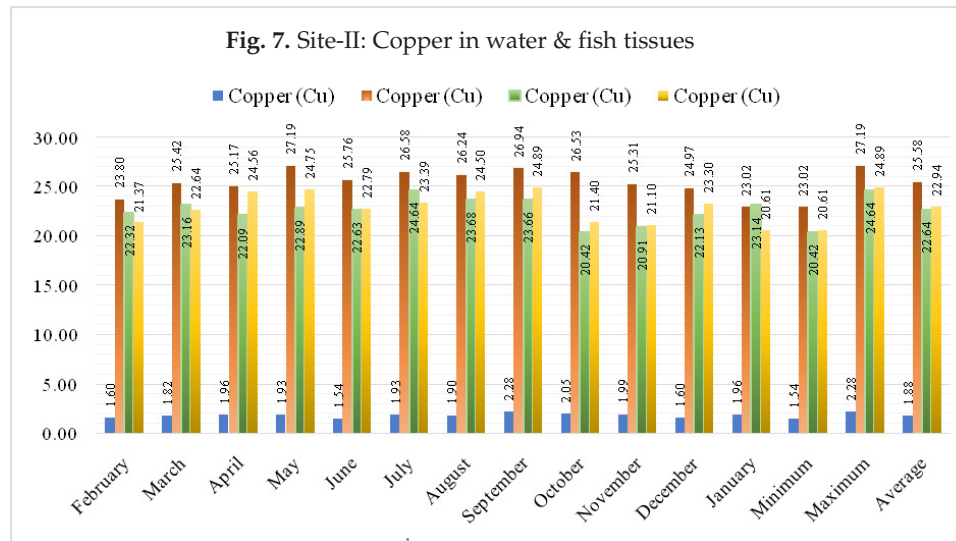 Fig. 7. Site-II: Copper in water & fish tissues
Copper (Cu) Copper (Cu) Copper (Cu) Copper (Cu)
30.00
25.00
20.00
15.00
10.00
5.00
0.00
1.60 23.80 22.32 21.37
1.82 25.42 23.16 22.64
1.96 25.17 22.09 24.56
1.93 27.19 22.89 24.75
1.54 25.76 22.63 22.79
1.93 26.58 24.64 23.39
1.90 26.24 23.68 24.50
2.28 26.94 23.66 24.89
2.05 26.53 20.42 21.40
1.99 25.31 20.91 21.10
1.60 24.97 22.13 23.30
1.96 23.02 23.14 20.61
1.54 23.02 20.42 20.61
2.28 27.19 24.64 24.89
1.88 25.58 22.64 22.94
February
March
April
May
June
July
August
September
October
November
December
January
Minimum
Maximum
Average